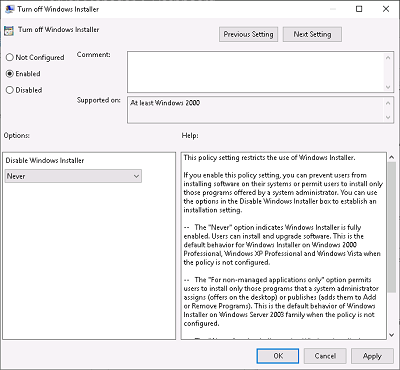 Turn off Windows Installer
Turn off Windows Installer
Previous Setting
Next Setting
Not Configured
Comment:
Enabled
Disabled
Supported on:
At least Windows 2000
Options:
Help:
Disable Windows Installer
Never
This policy setting restricts the use of Windows Installer.
If you enable this policy setting, you can prevent users from
installing software on their systems or permit users to install only
those programs offered by a system administrator. You can use
the options in the Disable Windows Installer box to establish an
installation setting.
-- The "Never" option indicates Windows Installer is fully
enabled. Users can install and upgrade software. This is the
default behavior for Windows Installer on Windows 2000
Professional, Windows XP Professional and Windows Vista when
the policy is not configured.
-- The "For non-managed applications only" option permits
users to install only those programs that a system administrator
assigns (offers on the desktop) or publishes (adds them to Add
or Remove Programs). This is the default behavior of Windows
Installer on Windows Server 2003 family when the policy is not
configured.
OK
Cancel
Apply